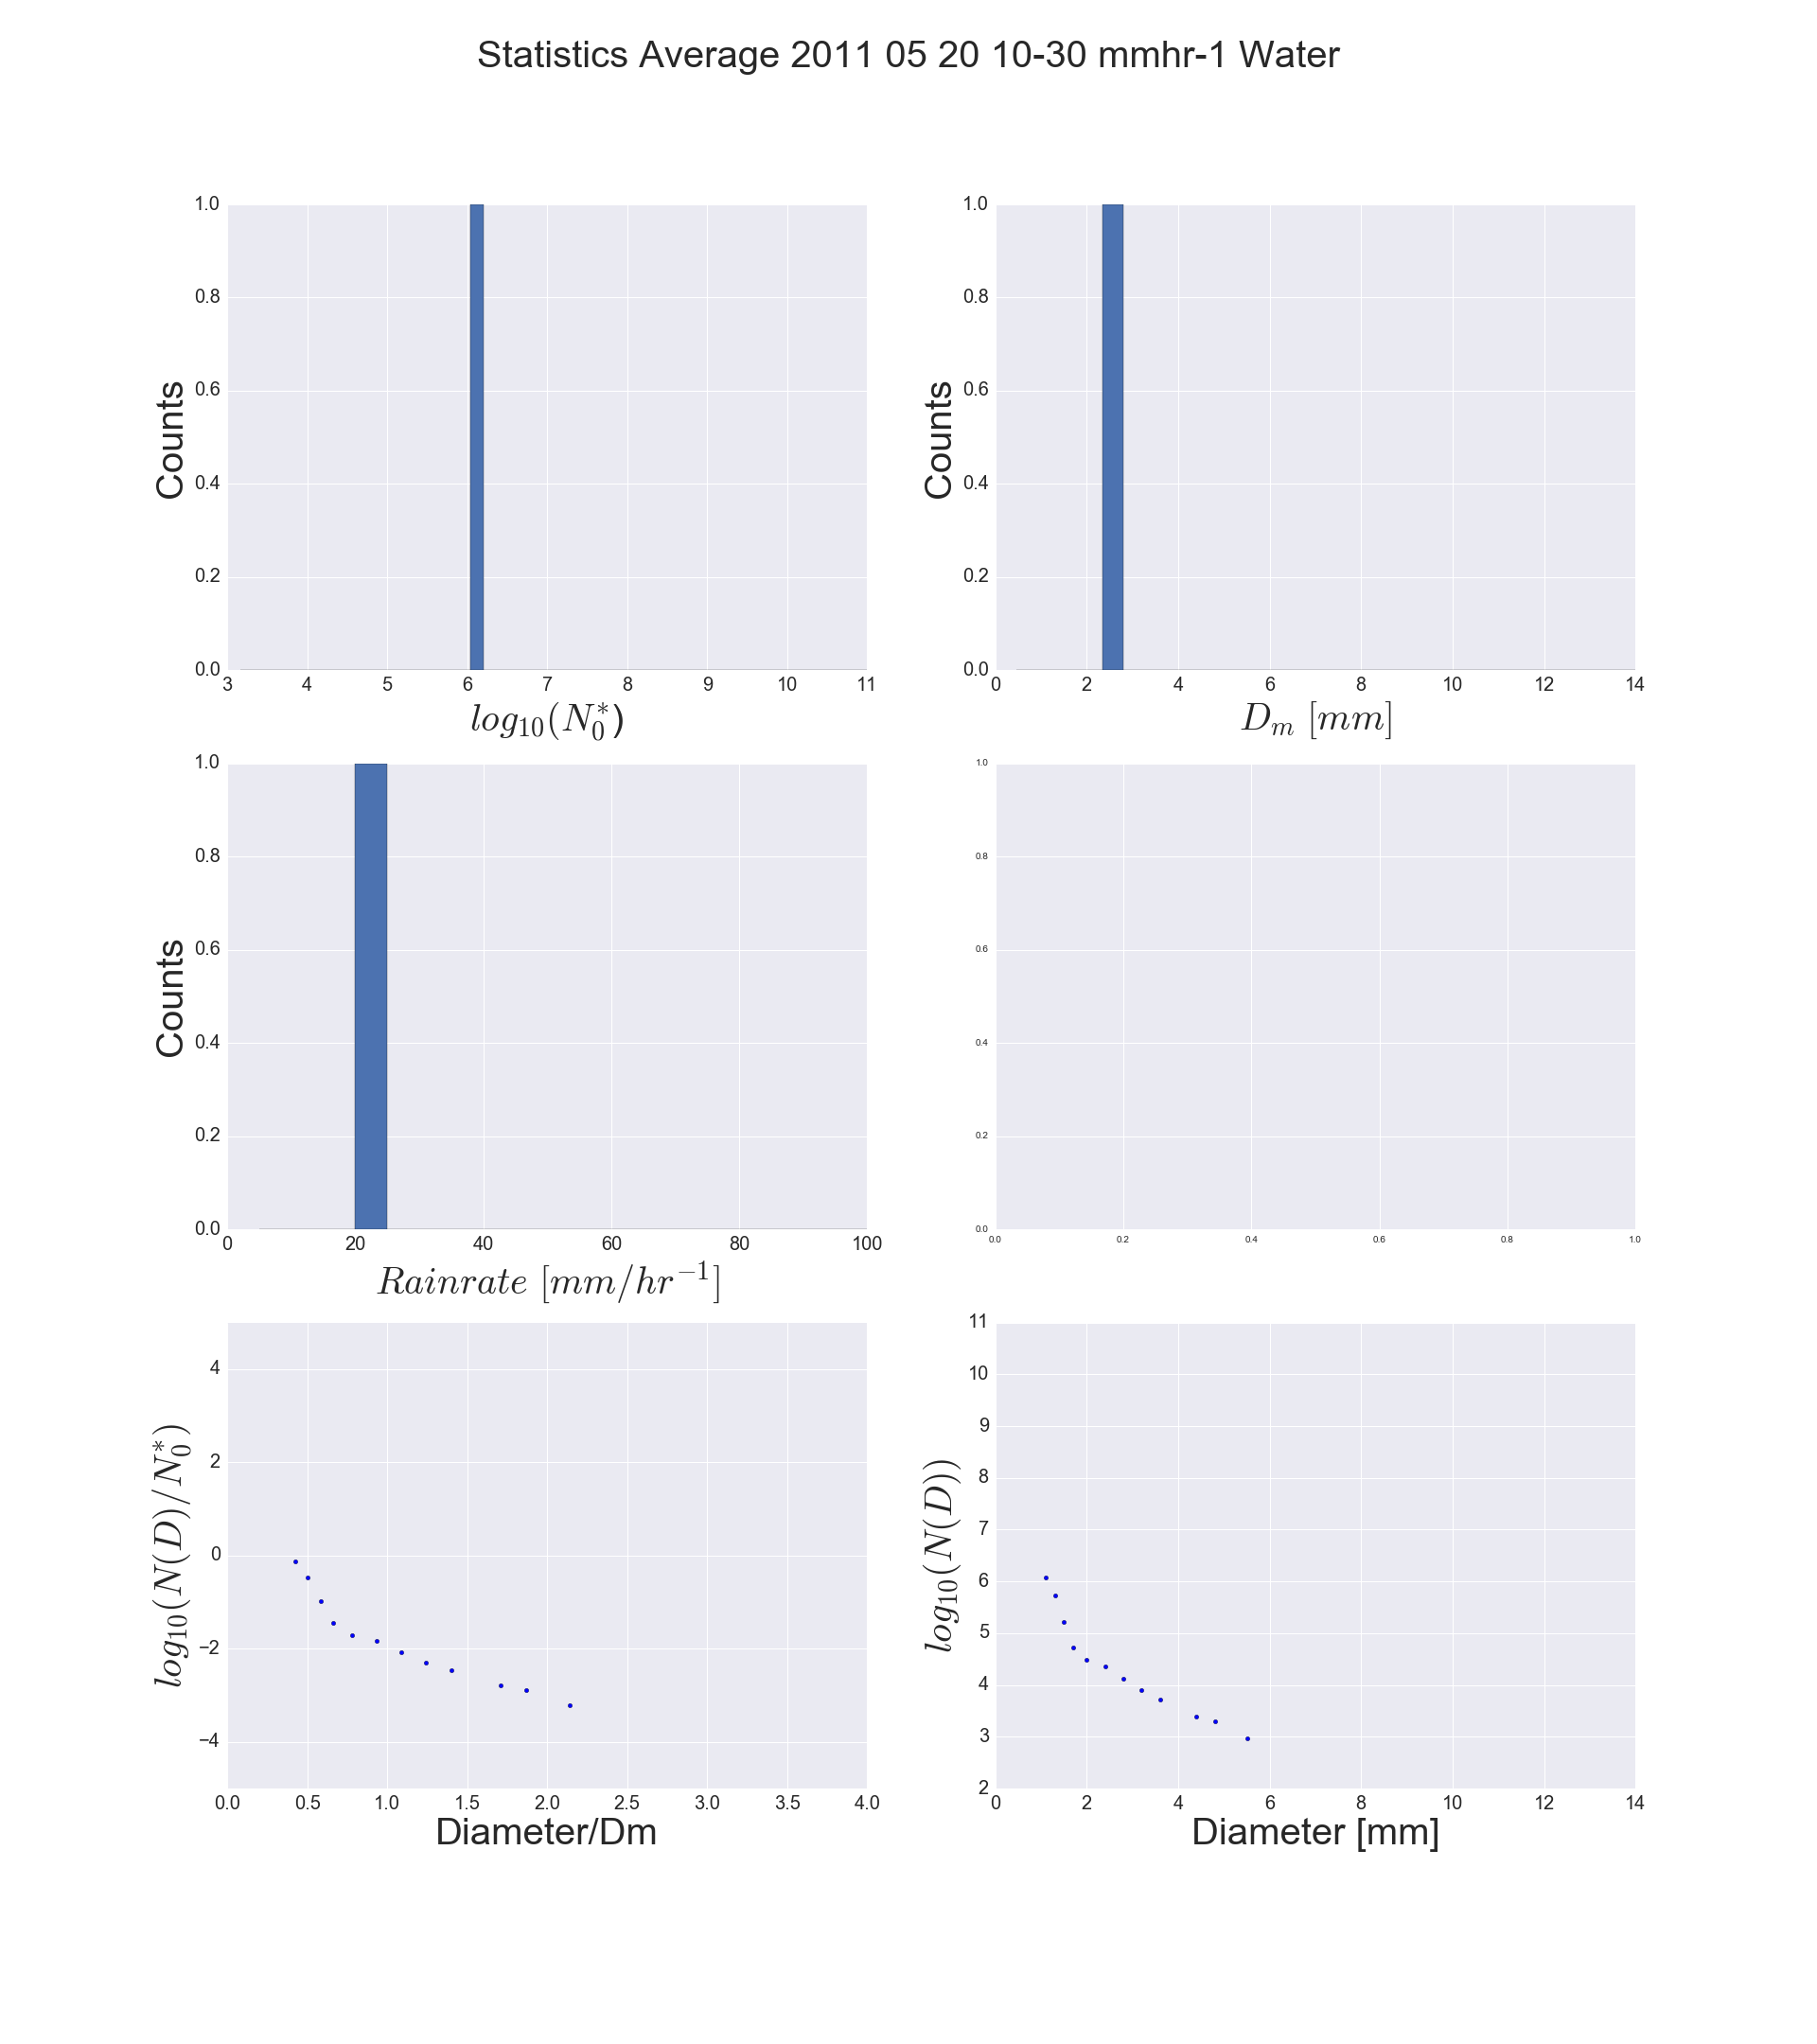 Statistics Average 2011 05 20 10-30 mmhr-1 Water
1.0
0.8
0.6
0.4
0.2
0.0
Counts
3 4 5 6 7 8 9 10 11
log₁₀(N₀*)
1.0
0.8
0.6
0.4
0.2
0.0
Counts
0 2 4 6 8 10 12 14
Dₘ [mm]
1.0
0.8
0.6
0.4
0.2
0.0
Counts
0 20 40 60 80 100
Rainrate [mm/hr⁻¹]
1.0
0.8
0.6
0.4
0.2
0.0
0.0 0.2 0.4 0.6 0.8 1.0
4
2
0
−2
−4
log₁₀(N(D)/N₀*)
0.0 0.5 1.0 1.5 2.0 2.5 3.0 3.5 4.0
Diameter/Dm
11
10
9
8
7
6
5
4
3
2
log₁₀(N(D))
0 2 4 6 8 10 12 14
Diameter [mm]